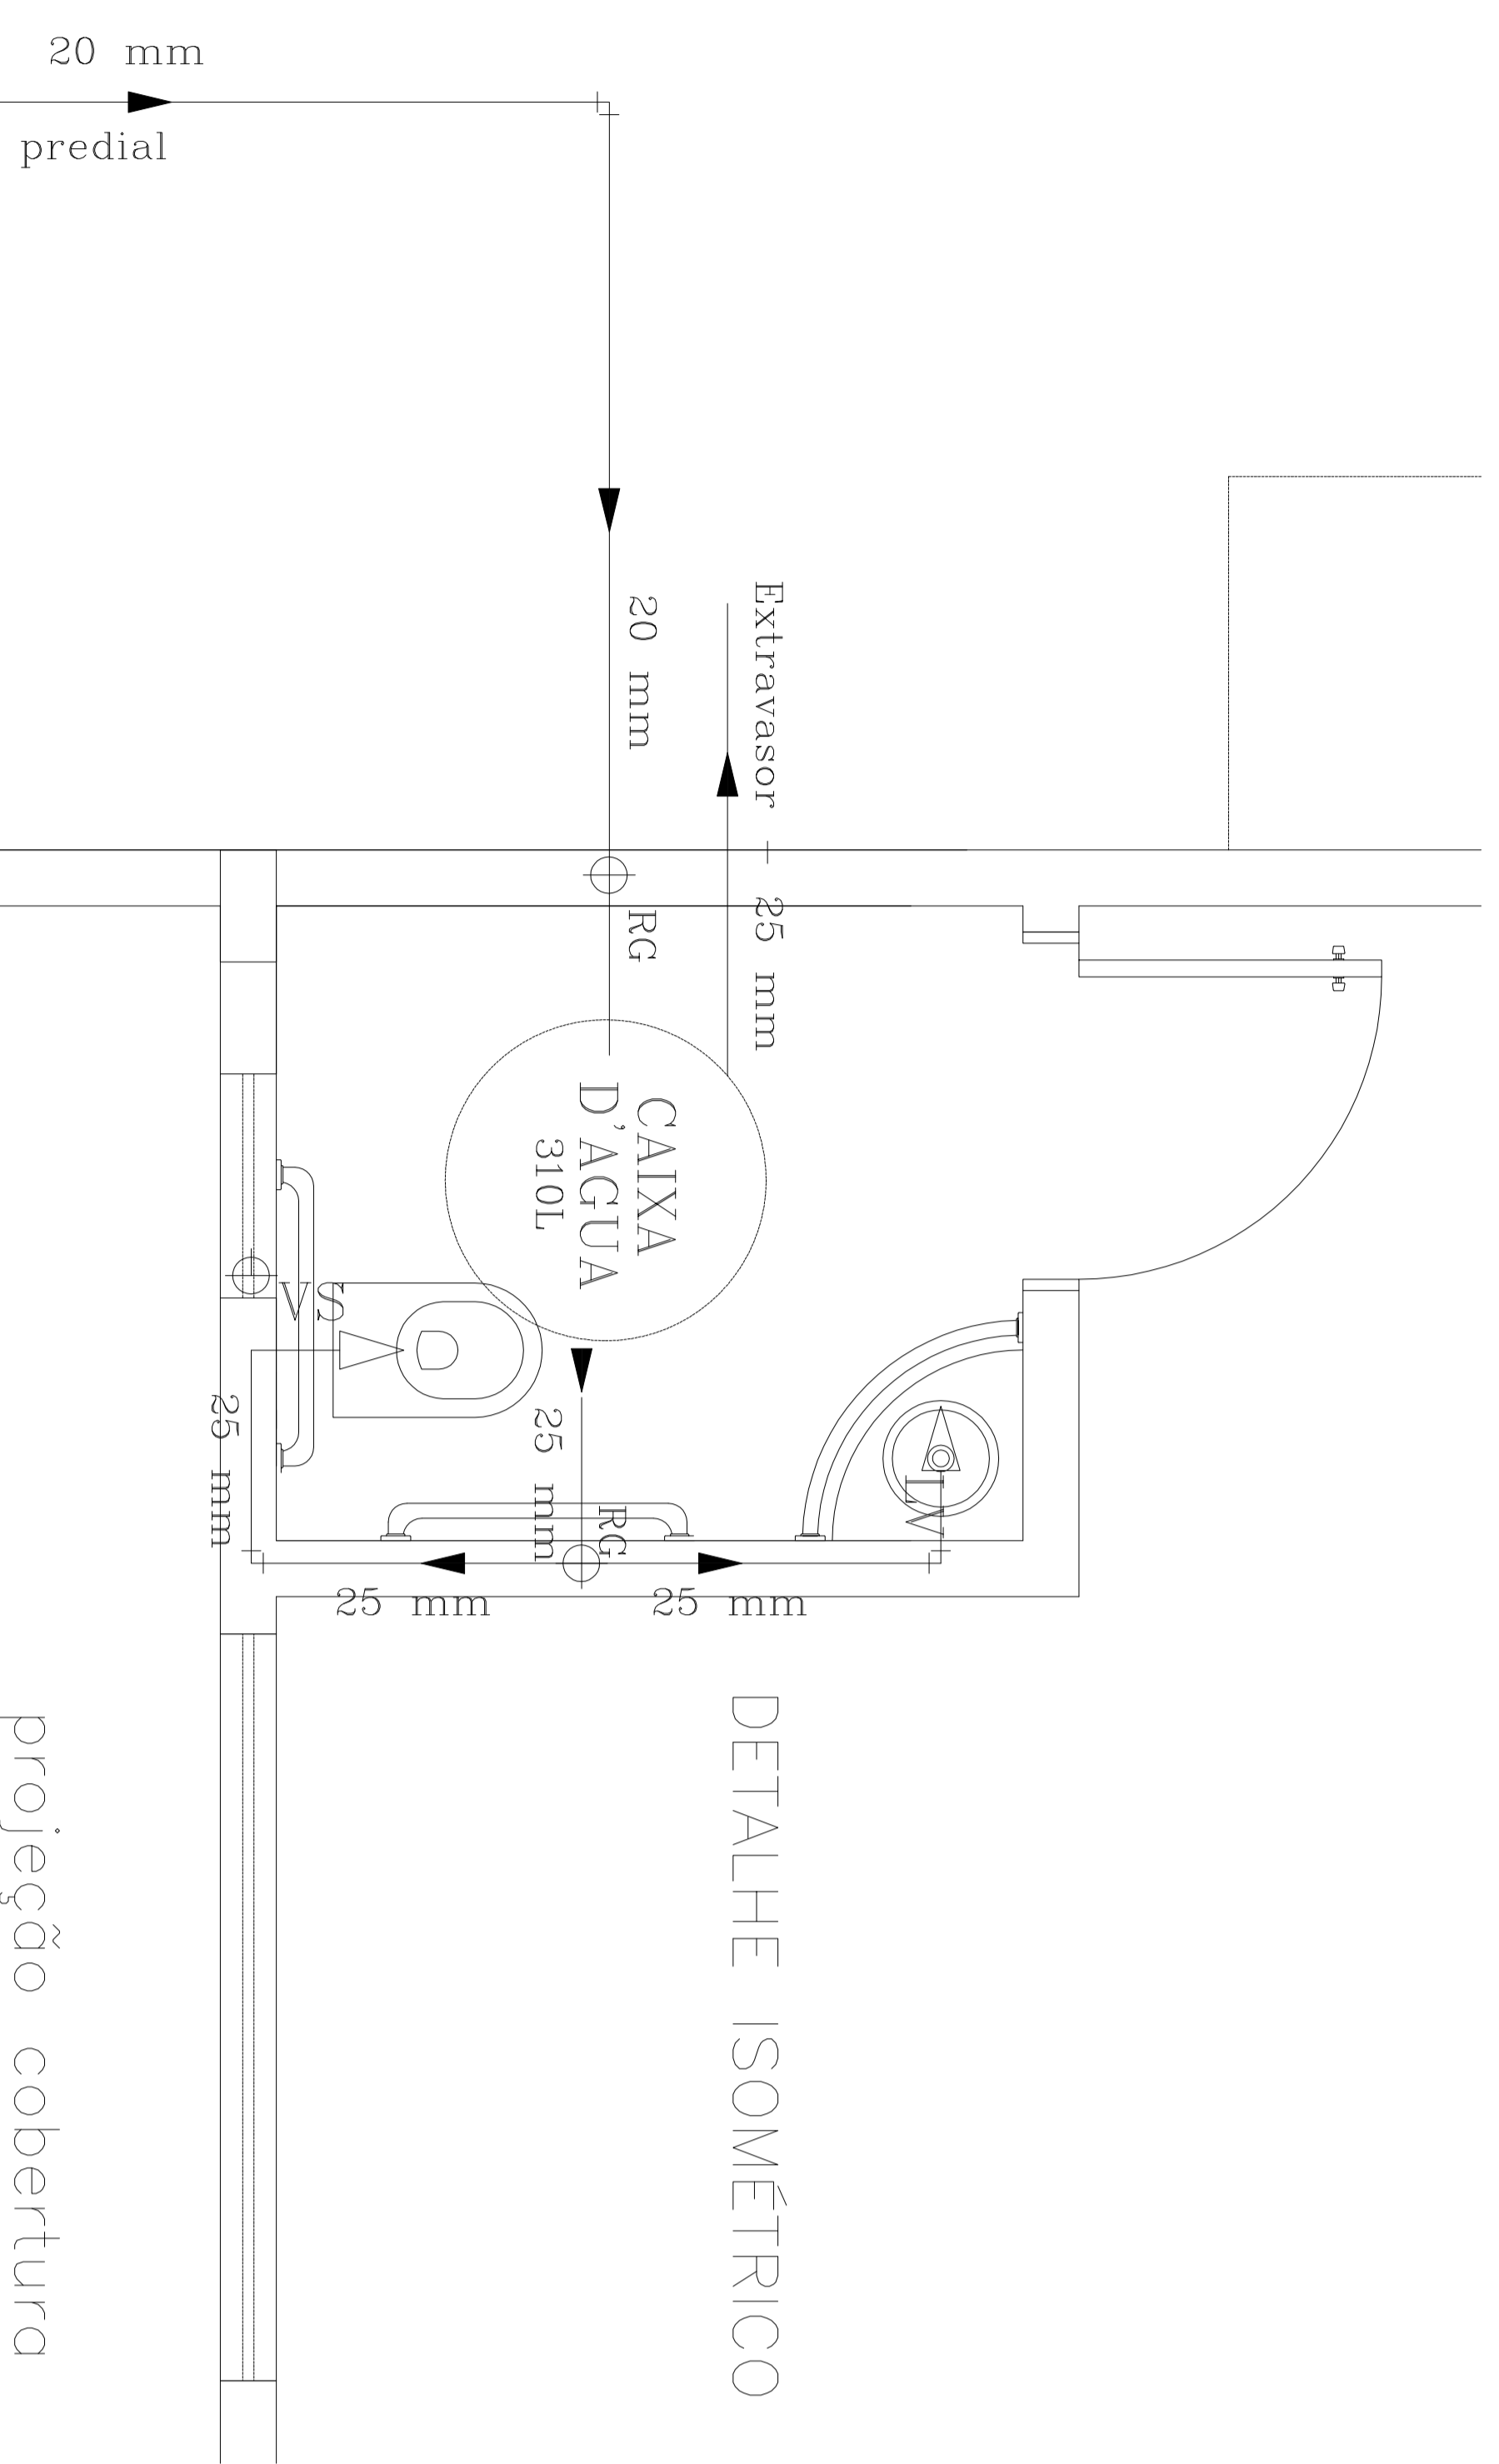 20 mm
predial
20 mm
Extravasor - 25 mm
RG
CAIXA
D'AGUA
310L
VS
25 mm
25 mm
RG
LV
25 mm
25 mm
DETALHE ISOMÉTRICO
projeção cobertura